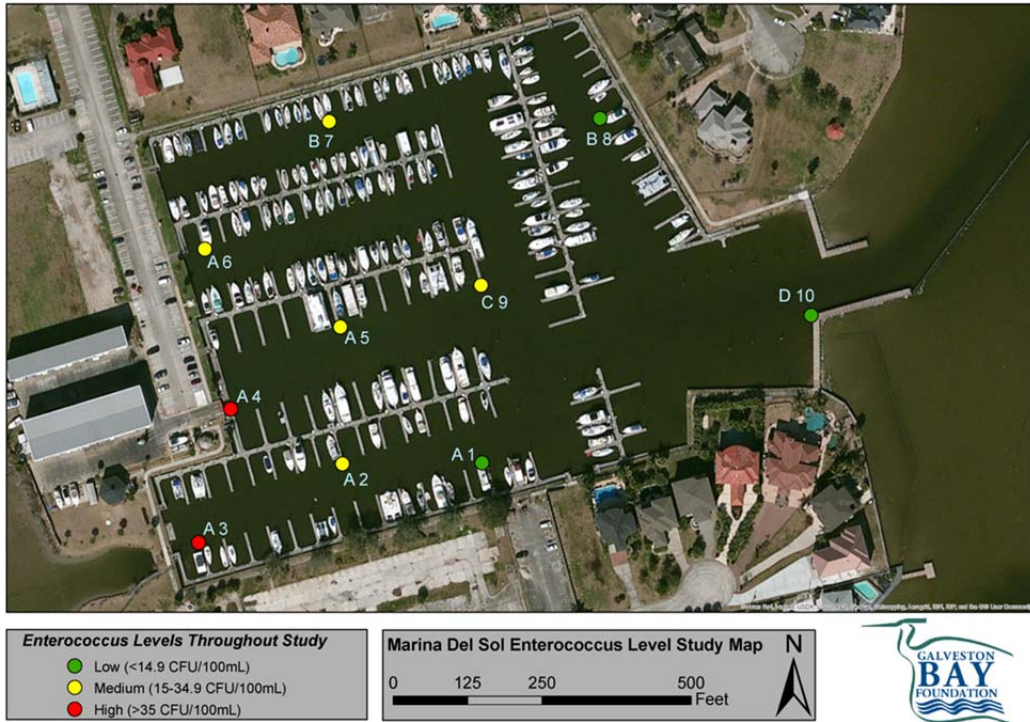 B 7
B 8
A 6
C 9
D 10
A 5
A 4
A 2
A 1
A 3
Enterococcus Levels Throughout Study
Low (<14.9 CFU/100mL)
Medium (15-34.9 CFU/100mL)
High (>35 CFU/100mL)
Marina Del Sol Enterococcus Level Study Map
N
0 125 250 500
Feet
GALVESTON
BAY
FOUNDATION